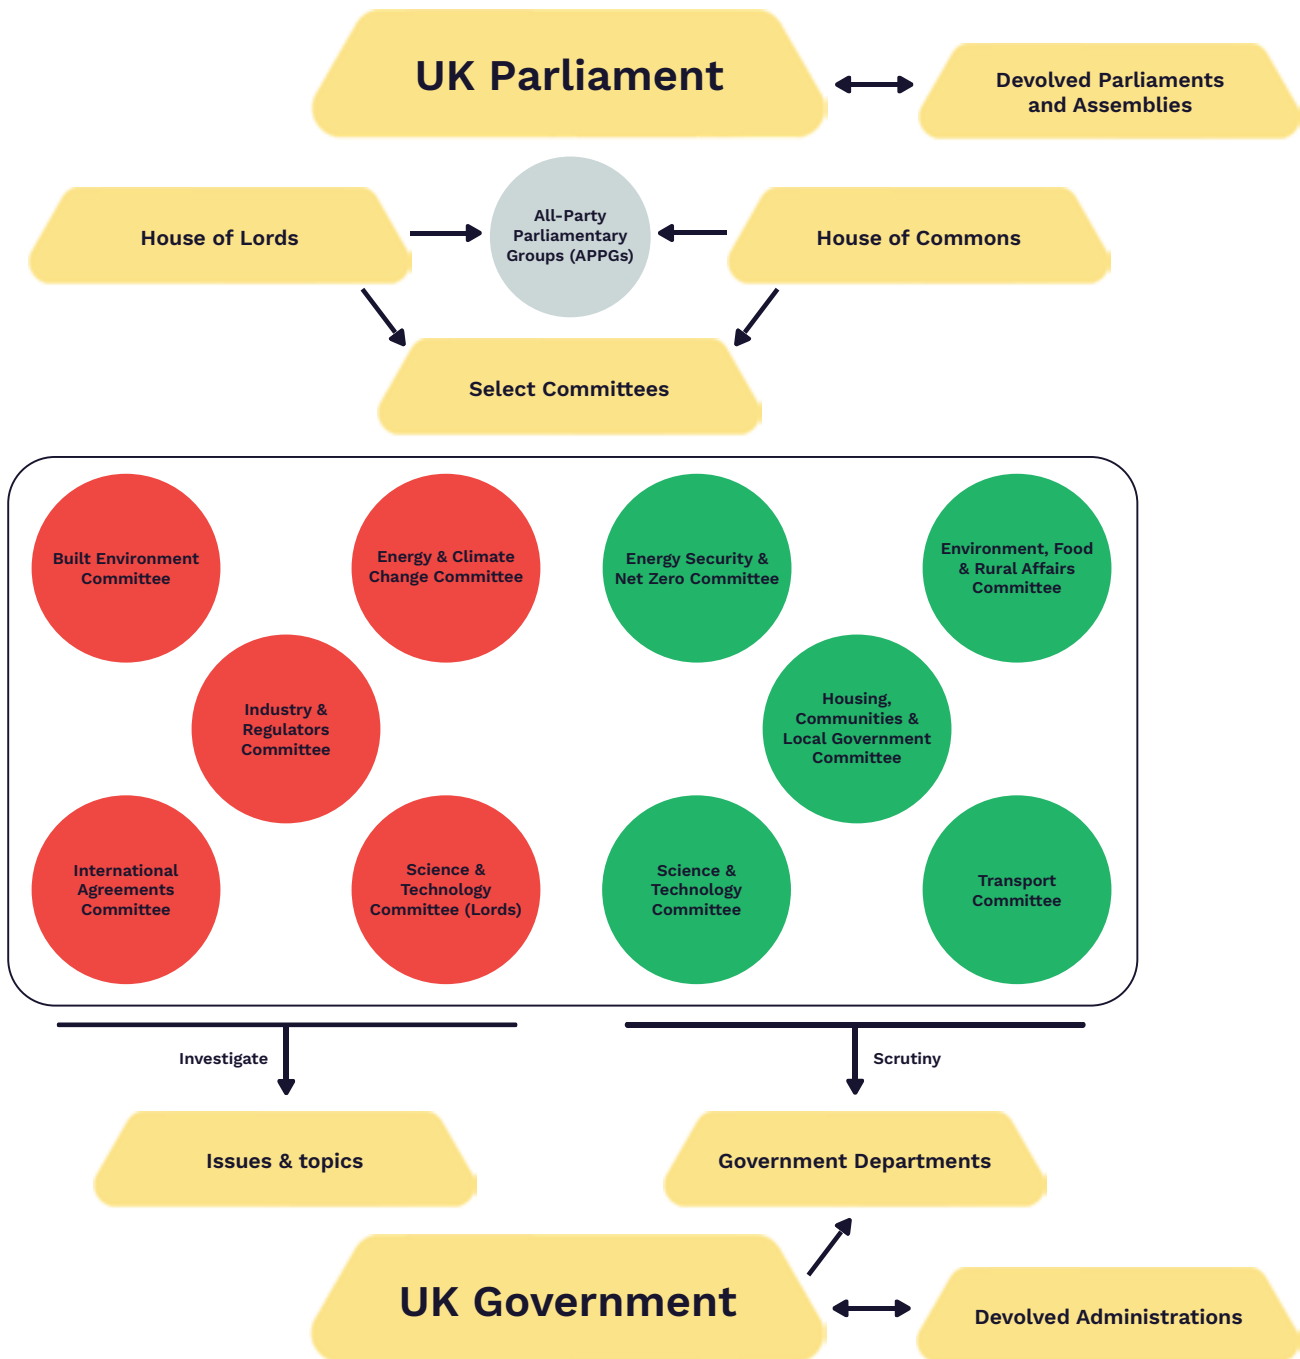 UK Parliament
Devolved Parliaments
and Assemblies
House of Lords
All-Party
Parliamentary
Groups (APPGs)
House of Commons
Select Committees
Built Environment
Committee
Energy & Climate
Change Committee
Energy Security &
Net Zero Committee
Environment, Food
& Rural Affairs
Committee
Industry &
Regulators
Committee
Housing,
Communities &
Local Government
Committee
International
Agreements
Committee
Science &
Technology
Committee (Lords)
Science &
Technology
Committee
Transport
Committee
Investigate
Scrutiny
Issues & topics
Government Departments
UK Government
Devolved Administrations